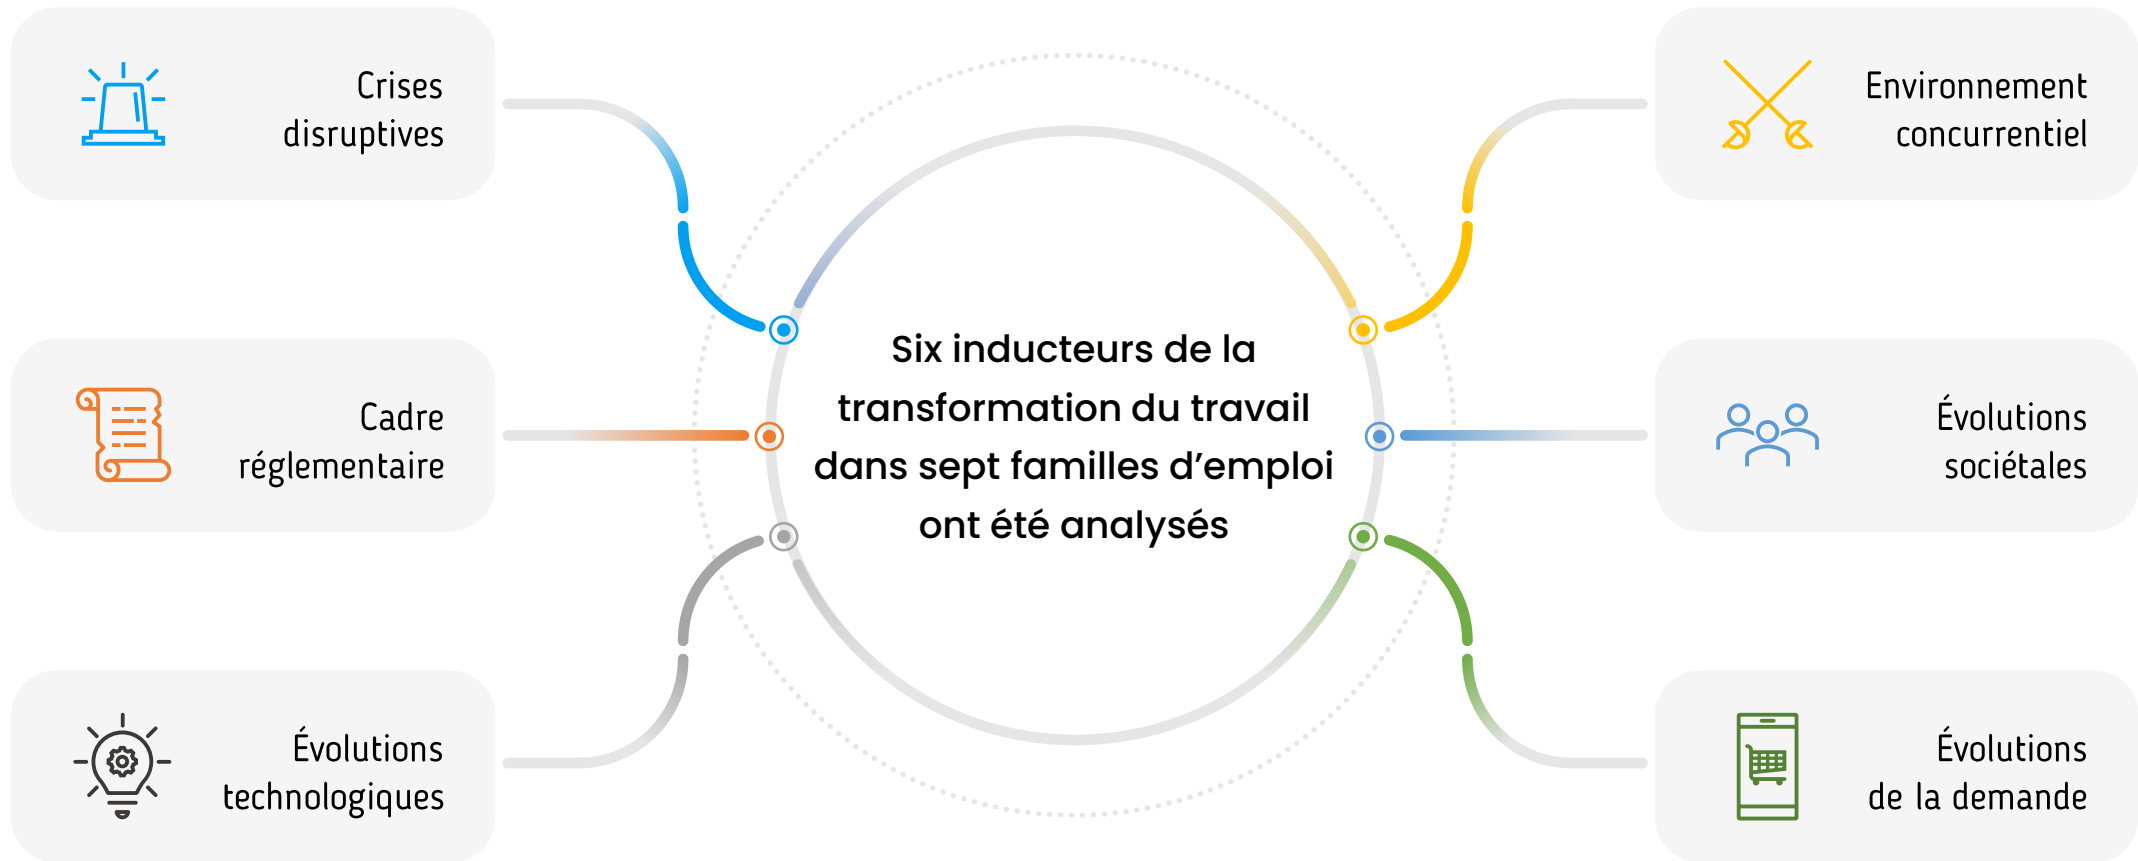 Crises
disruptives
Cadre
réglementaire
Évolutions
technologiques
Six inducteurs de la
transformation du travail
dans sept familles d’emploi
ont été analysés
Environnement
concurrentiel
Évolutions
sociétales
Évolutions
de la demande